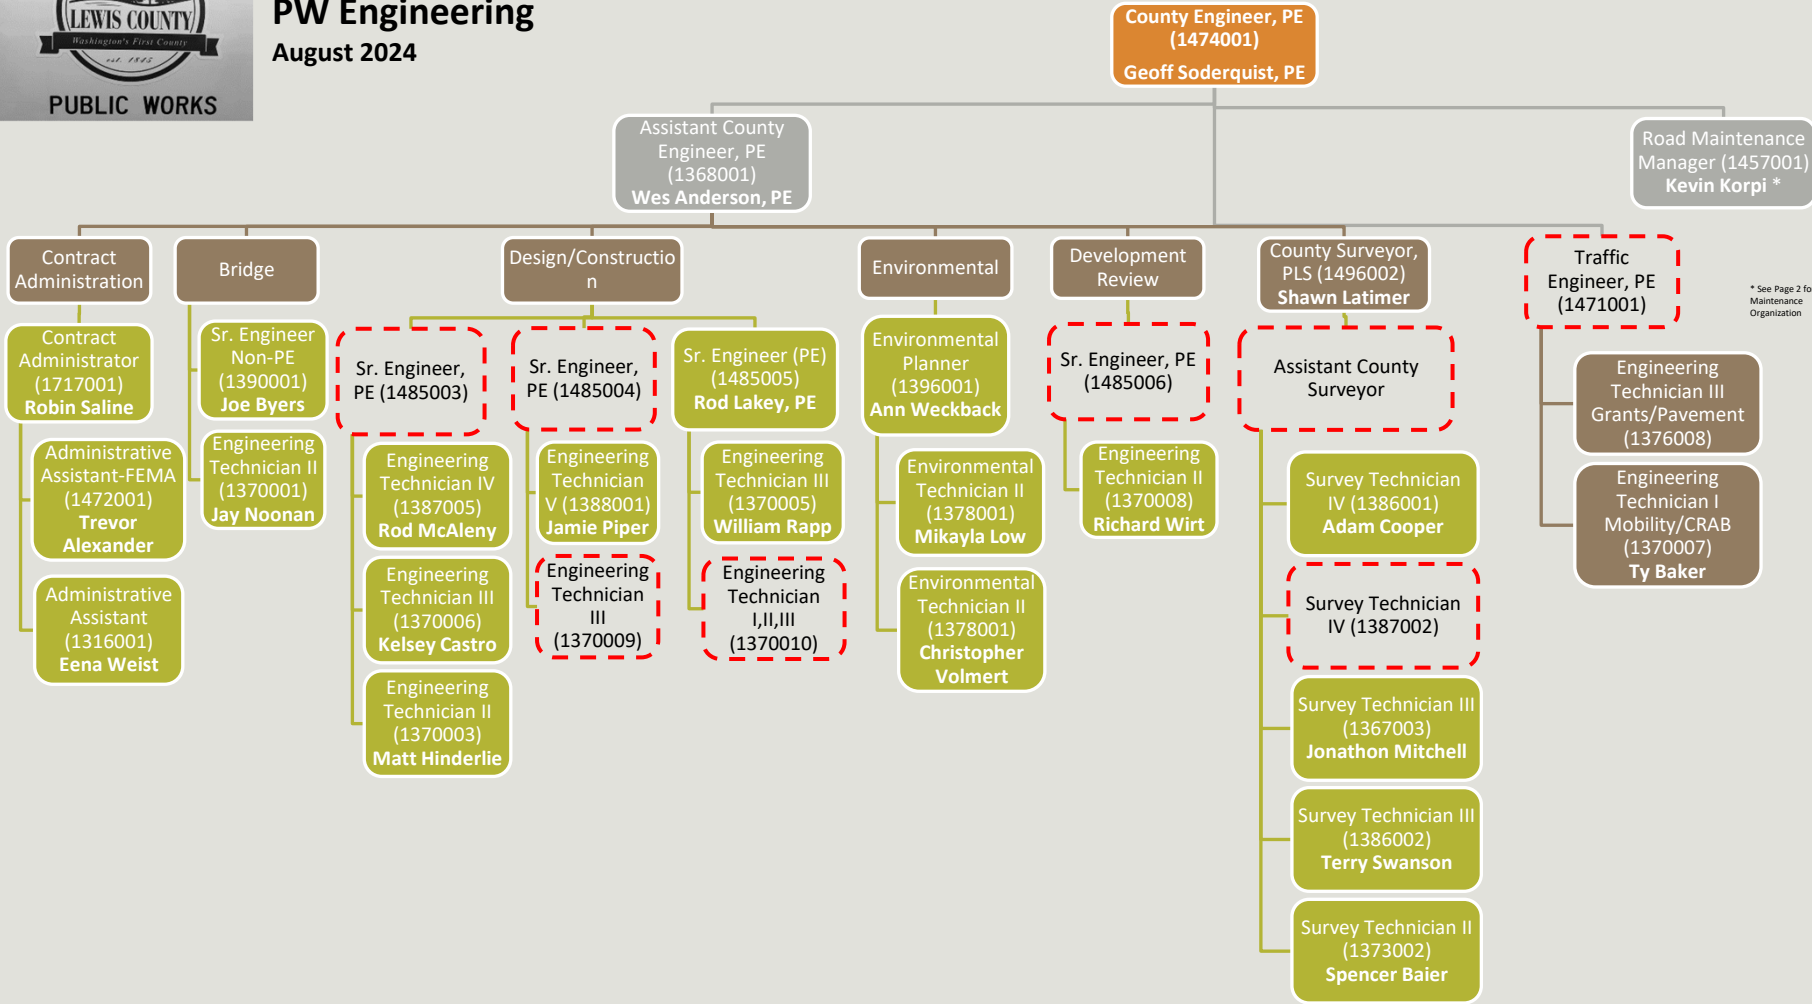 LEWIS COUNTY
Washington's First County
est. 1845
PUBLIC WORKS
PW Engineering
August 2024
County Engineer, PE
(1474001)
Geoff Soderquist, PE
Assistant County
Engineer, PE
(1368001)
Wes Anderson, PE
Road Maintenance
Manager (1457001)
Kevin Korpi *
Contract
Administration
Bridge
Design/Constructio
n
Environmental
Development
Review
County Surveyor,
PLS (1496002)
Shawn Latimer
Traffic
Engineer, PE
(1471001)
* See Page 2 fo
Maintenance
Organization
Contract
Administrator
(1717001)
Robin Saline
Administrative
Assistant-FEMA
(1472001)
Trevor
Alexander
Administrative
Assistant
(1316001)
Eena Weist
Sr. Engineer
Non-PE
(1390001)
Joe Byers
Engineering
Technician II
(1370001)
Jay Noonan
Sr. Engineer,
PE (1485003)
Engineering
Technician IV
(1387005)
Rod McAleny
Engineering
Technician III
(1370006)
Kelsey Castro
Engineering
Technician II
(1370003)
Matt Hinderlie
Sr. Engineer,
PE (1485004)
Engineering
Technician
V (1388001)
Jamie Piper
Engineering
Technician
III
(1370009)
Sr. Engineer (PE)
(1485005)
Rod Lakey, PE
Engineering
Technician III
(1370005)
William Rapp
Engineering
Technician
I,II,III
(1370010)
Environmental
Planner
(1396001)
Ann Weckback
Environmental
Technician II
(1378001)
Mikayla Low
Environmental
Technician II
(1378001)
Christopher
Volmert
Sr. Engineer, PE
(1485006)
Engineering
Technician II
(1370008)
Richard Wirt
Assistant County
Surveyor
Survey Technician
IV (1386001)
Adam Cooper
Survey Technician
IV (1387002)
Survey Technician III
(1367003)
Jonathon Mitchell
Survey Technician III
(1386002)
Terry Swanson
Survey Technician II
(1373002)
Spencer Baier
Engineering
Technician III
Grants/Pavement
(1376008)
Engineering
Technician I
Mobility/CRAB
(1370007)
Ty Baker